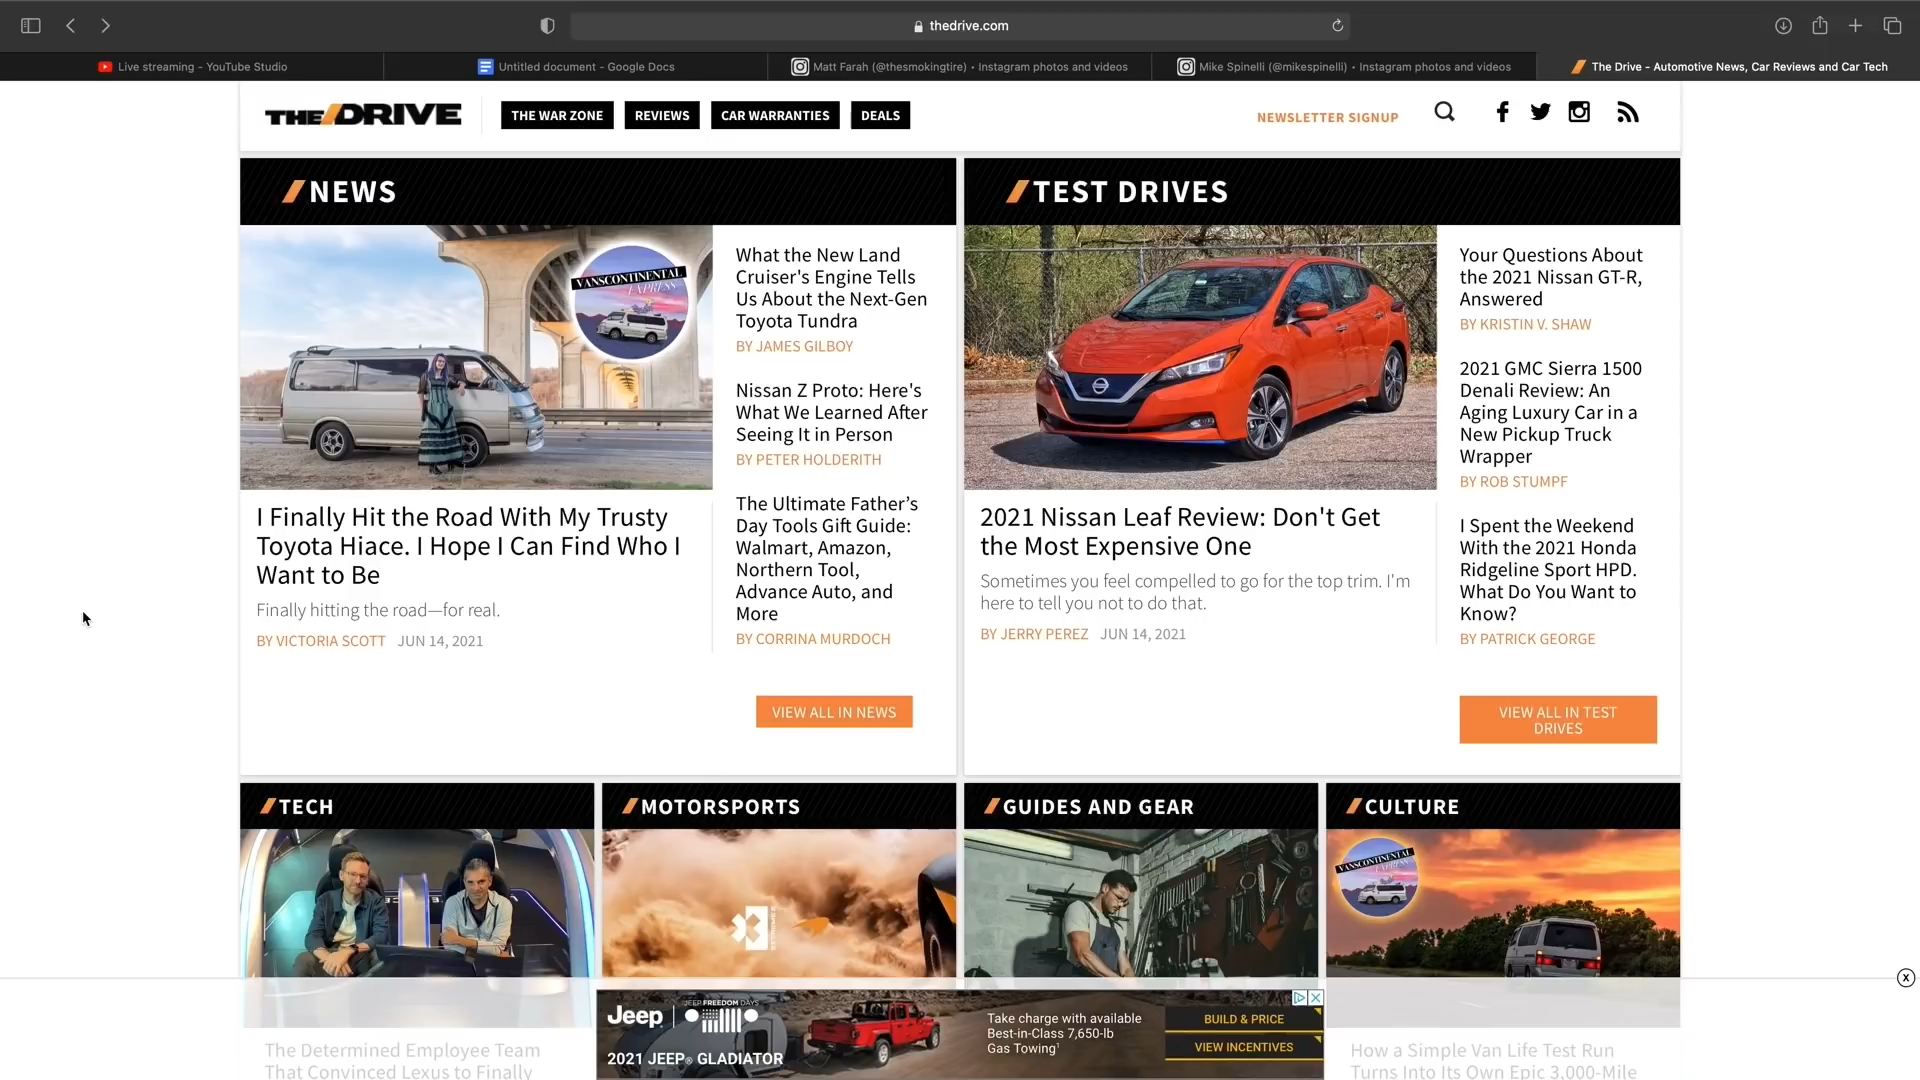 thedrive.com
Live streaming - YouTube Studio
Untitled document - Google Docs
Matt Farah (@thesmokingtire) • Instagram photos and videos
Mike Spinelli (@mikespinelli) • Instagram photos and videos
The Drive - Automotive News, Car Reviews and Car Tech
THE DRIVE
THE WAR ZONE
REVIEWS
CAR WARRANTIES
DEALS
NEWSLETTER SIGNUP
NEWS
VANSCONTINENTAL
EXPRESS
I Finally Hit the Road With My Trusty
Toyota Hiace. I Hope I Can Find Who I
Want to Be
Finally hitting the road—for real.
BY VICTORIA SCOTT JUN 14, 2021
What the New Land
Cruiser's Engine Tells
Us About the Next-Gen
Toyota Tundra
BY JAMES GILBOY
Nissan Z Proto: Here's
What We Learned After
Seeing It in Person
BY PETER HOLDERITH
The Ultimate Father’s
Day Tools Gift Guide:
Walmart, Amazon,
Northern Tool,
Advance Auto, and
More
BY CORRINA MURDOCH
VIEW ALL IN NEWS
TEST DRIVES
2021 Nissan Leaf Review: Don't Get
the Most Expensive One
Sometimes you feel compelled to go for the top trim. I'm
here to tell you not to do that.
BY JERRY PEREZ JUN 14, 2021
Your Questions About
the 2021 Nissan GT-R,
Answered
BY KRISTIN V. SHAW
2021 GMC Sierra 1500
Denali Review: An
Aging Luxury Car in a
New Pickup Truck
Wrapper
BY ROB STUMPF
I Spent the Weekend
With the 2021 Honda
Ridgeline Sport HPD.
What Do You Want to
Know?
BY PATRICK GEORGE
VIEW ALL IN TEST
DRIVES
TECH
The Determined Employee Team
That Convinced Lexus to Finally
MOTORSPORTS
GUIDES AND GEAR
CULTURE
VANSCONTINENTAL
How a Simple Van Life Test Run
Turns Into Its Own Epic 3,000-Mile
Jeep
JEEP FREEDOM DAYS
2021 JEEP® GLADIATOR
Take charge with available
Best-in-Class 7,650-lb
Gas Towing¹
BUILD & PRICE
VIEW INCENTIVES